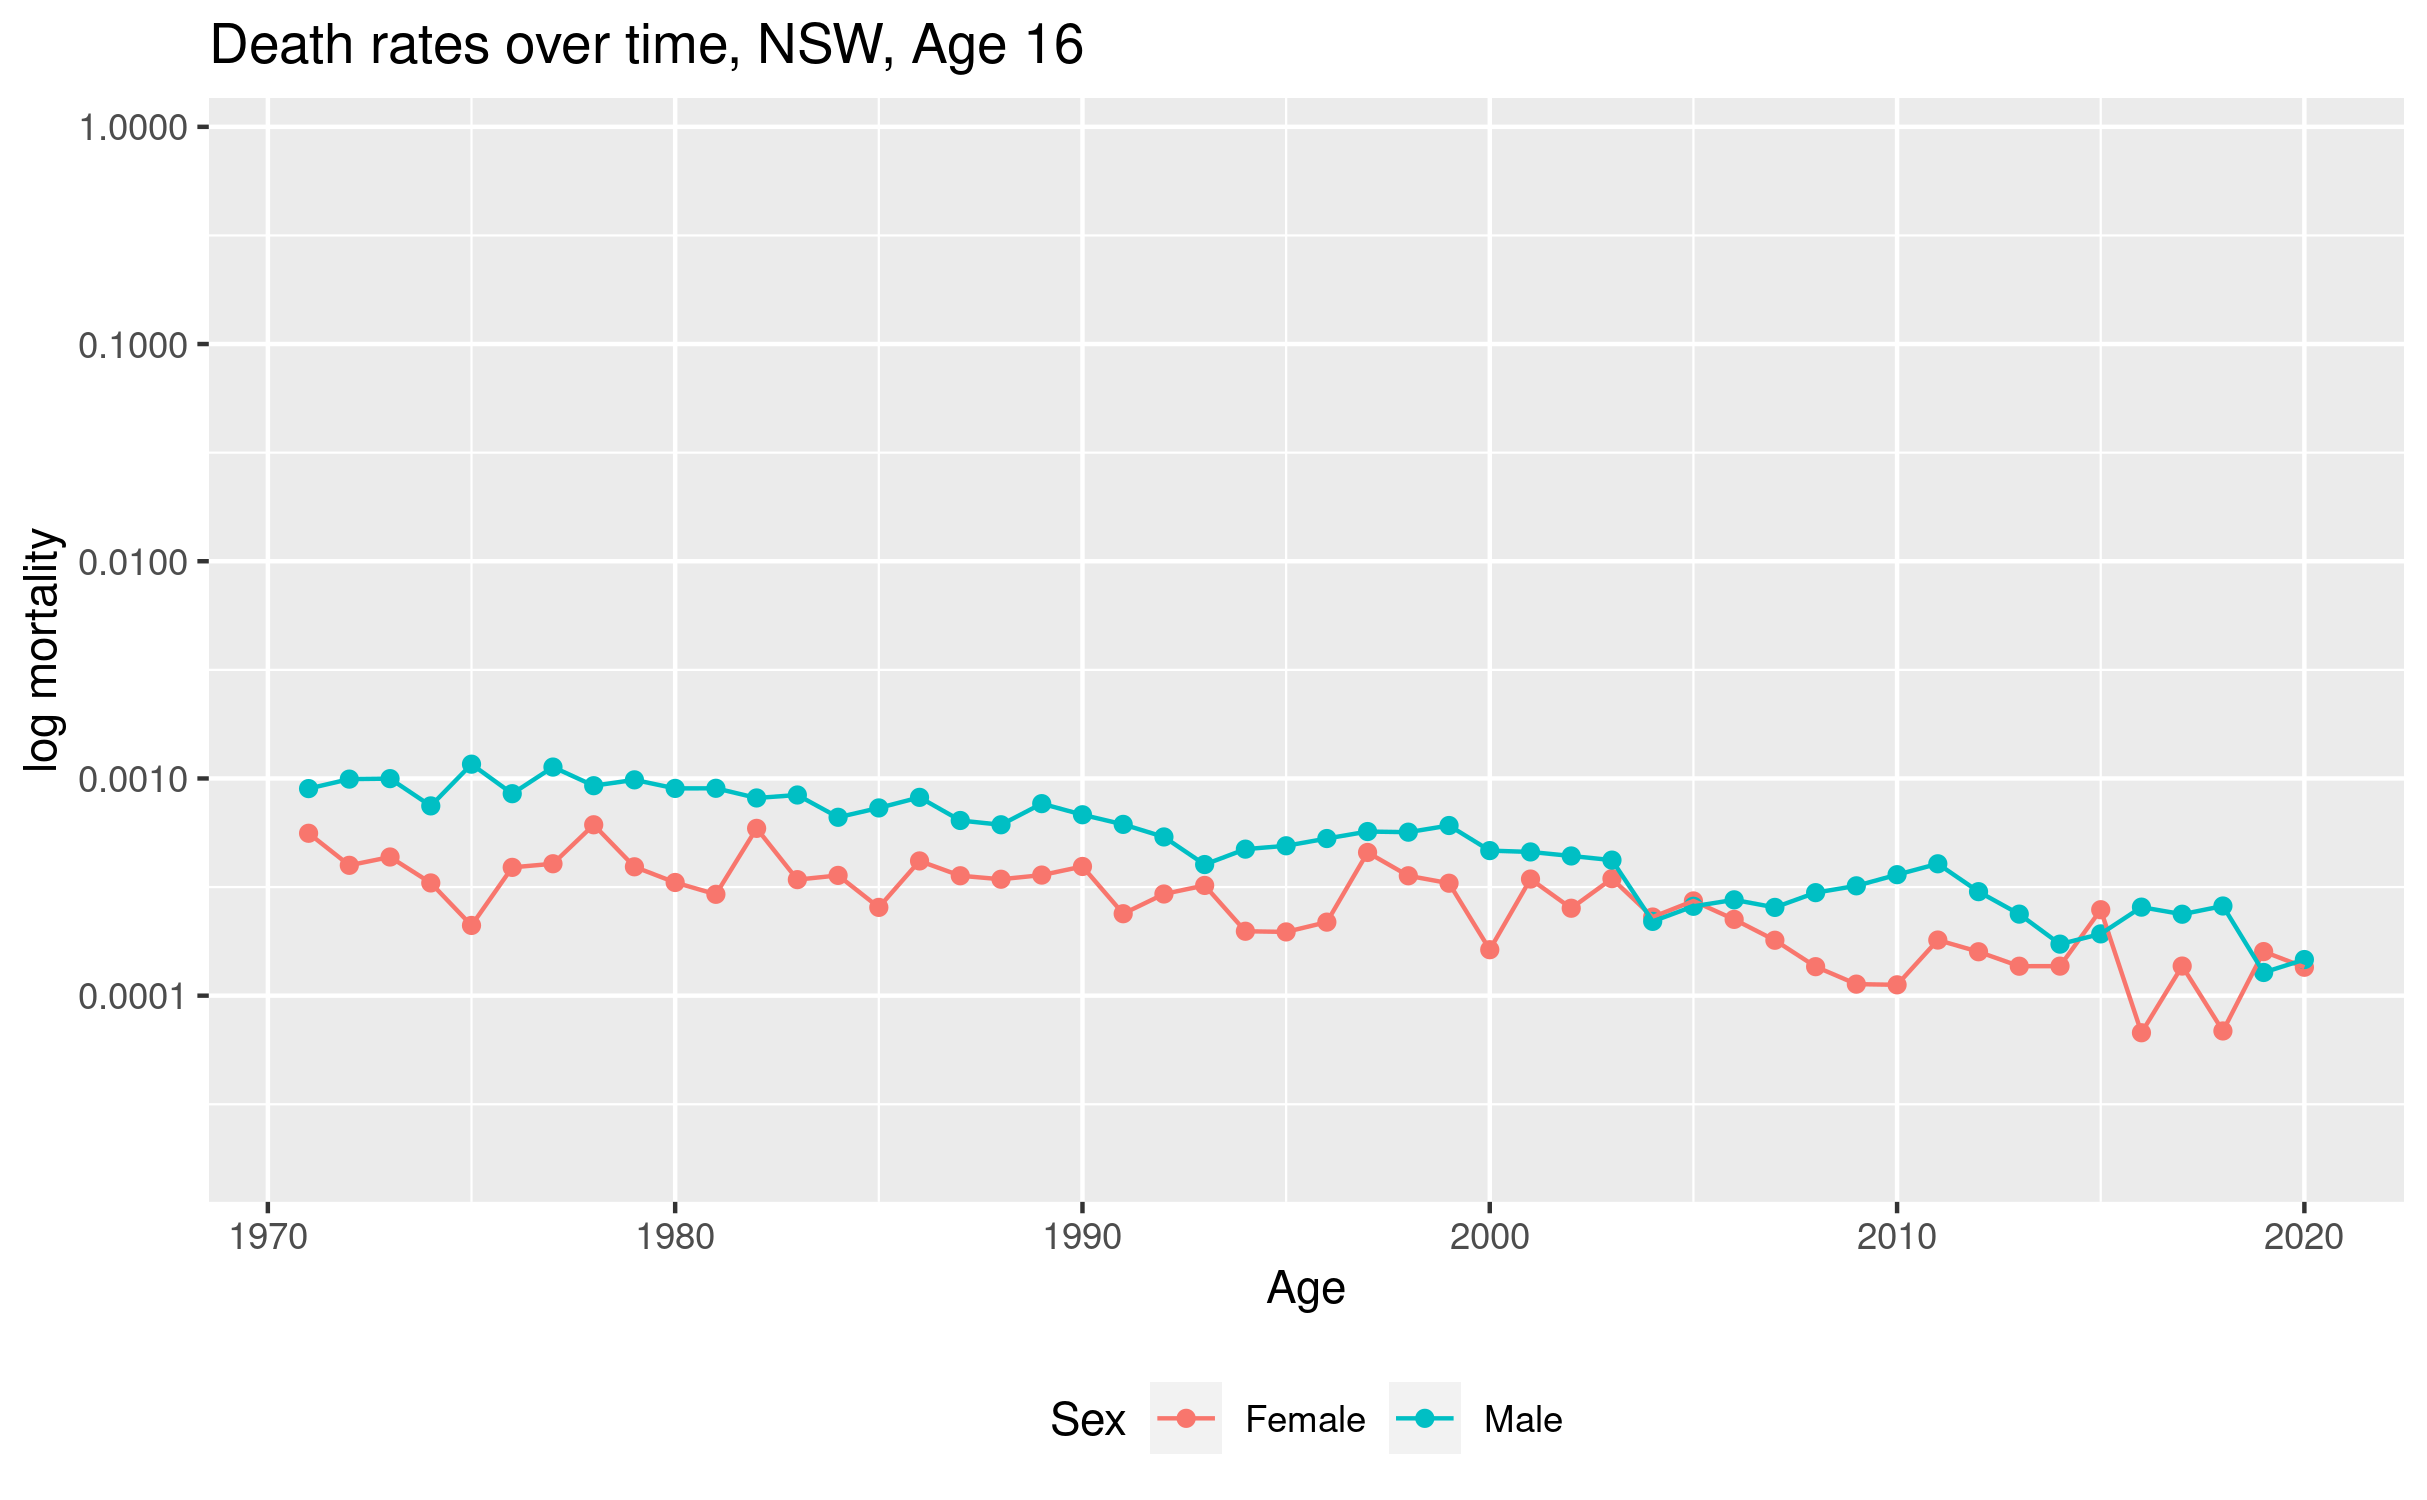 Death rates over time, NSW, Age 16
1.0000
0.1000
0.0100
0.0010
0.0001
log mortality
1970 1980 1990 2000 2010 2020
Age
Sex Female Male